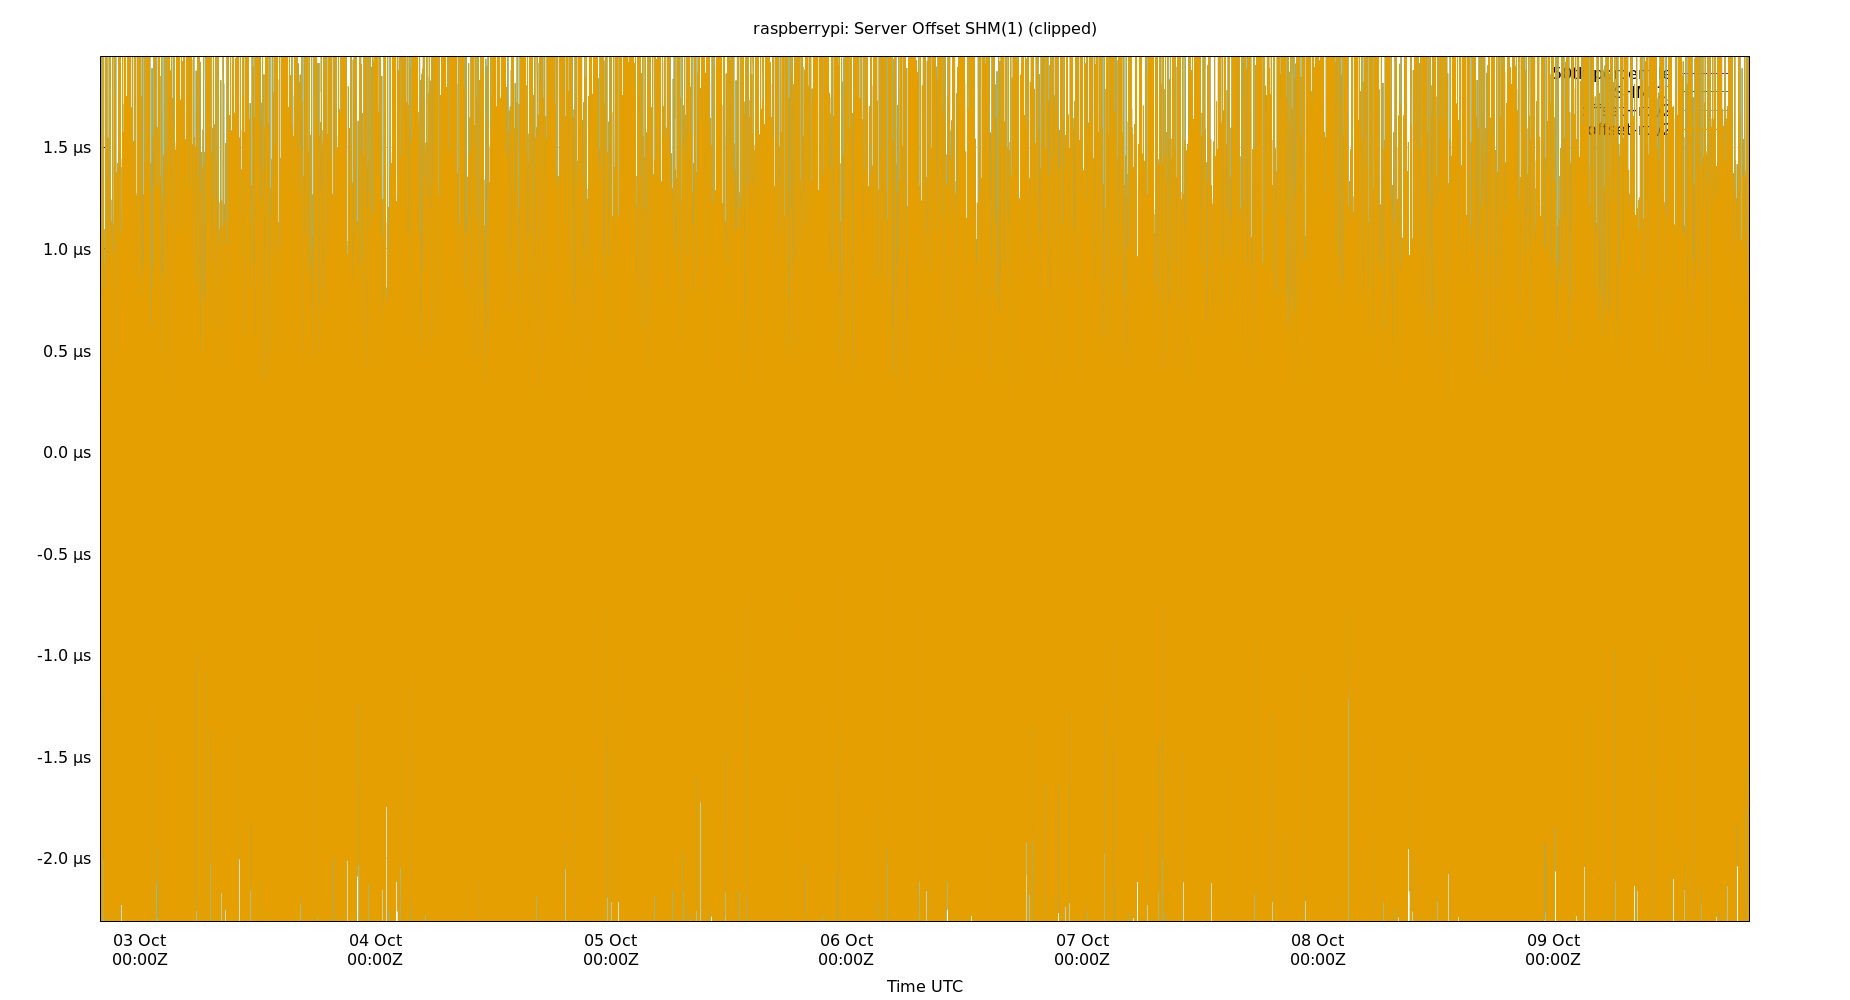 raspberrypi: Server Offset SHM(1) (clipped)
1.5 µs
1.0 µs
0.5 µs
0.0 µs
-0.5 µs
-1.0 µs
-1.5 µs
-2.0 µs
03 Oct 04 Oct 05 Oct 06 Oct 07 Oct 08 Oct 09 Oct
00:00Z 00:00Z 00:00Z 00:00Z 00:00Z 00:00Z 00:00Z
Time UTC